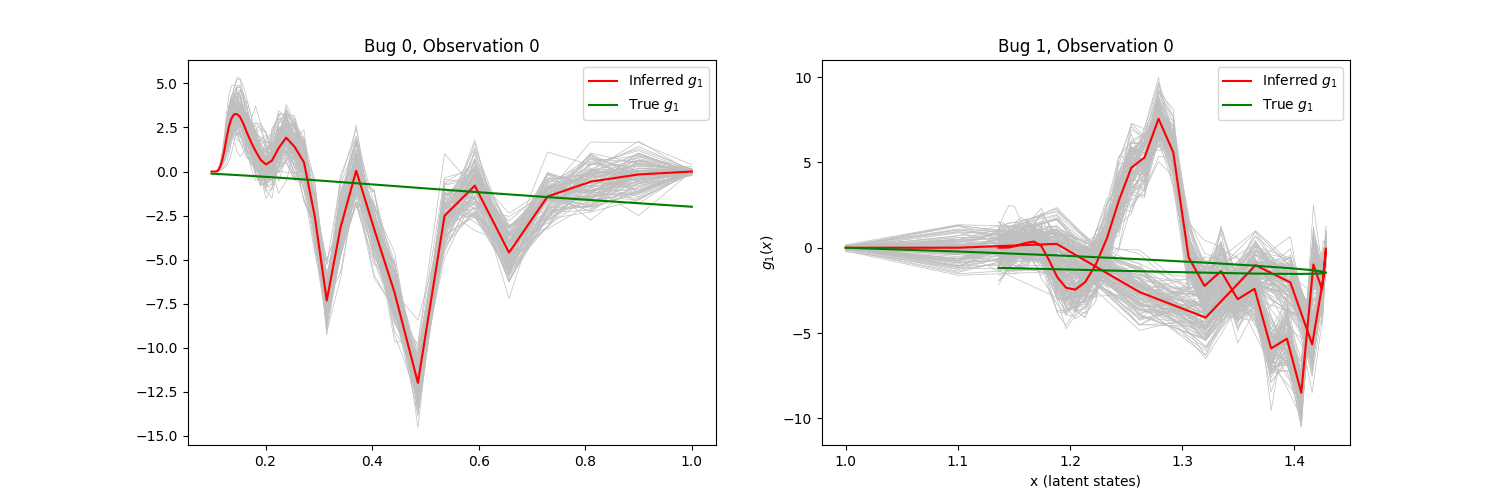 Bug 0, Observation 0
Inferred g₁
True g₁
5.0
2.5
0.0
−2.5
−5.0
−7.5
−10.0
−12.5
−15.0
0.2 0.4 0.6 0.8 1.0
Bug 1, Observation 0
Inferred g₁
True g₁
g₁(x)
10
5
0
−5
−10
1.0 1.1 1.2 1.3 1.4
x (latent states)